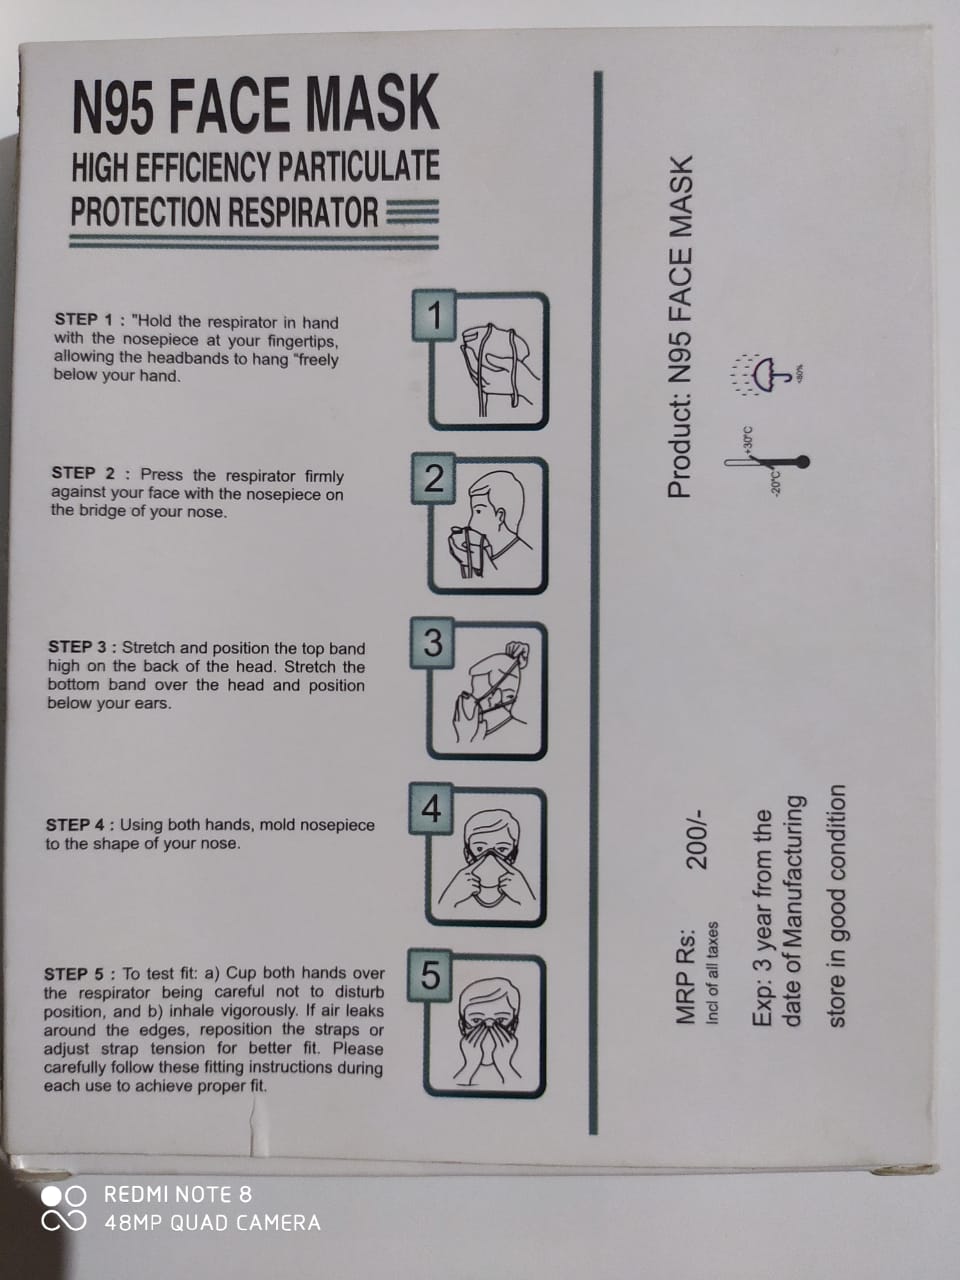 N95 FACE MASK
HIGH EFFICIENCY PARTICULATE
PROTECTION RESPIRATOR
STEP 1 : "Hold the respirator in hand
with the nosepiece at your fingertips,
allowing the headbands to hang "freely
below your hand.
1
STEP 2 : Press the respirator firmly
against your face with the nosepiece on
the bridge of your nose.
2
STEP 3 : Stretch and position the top band
high on the back of the head. Stretch the
bottom band over the head and position
below your ears.
3
STEP 4 : Using both hands, mold nosepiece
to the shape of your nose.
4
STEP 5 : To test fit: a) Cup both hands over
the respirator being careful not to disturb
position, and b) inhale vigorously. If air leaks
around the edges, reposition the straps or
adjust strap tension for better fit. Please
carefully follow these fitting instructions during
each use to achieve proper fit.
5
Product: N95 FACE MASK
+30°C
-20°C
<80%
MRP Rs: 200/-
Incl of all taxes
Exp: 3 year from the
date of Manufacturing
store in good condition
REDMI NOTE 8
48MP QUAD CAMERA